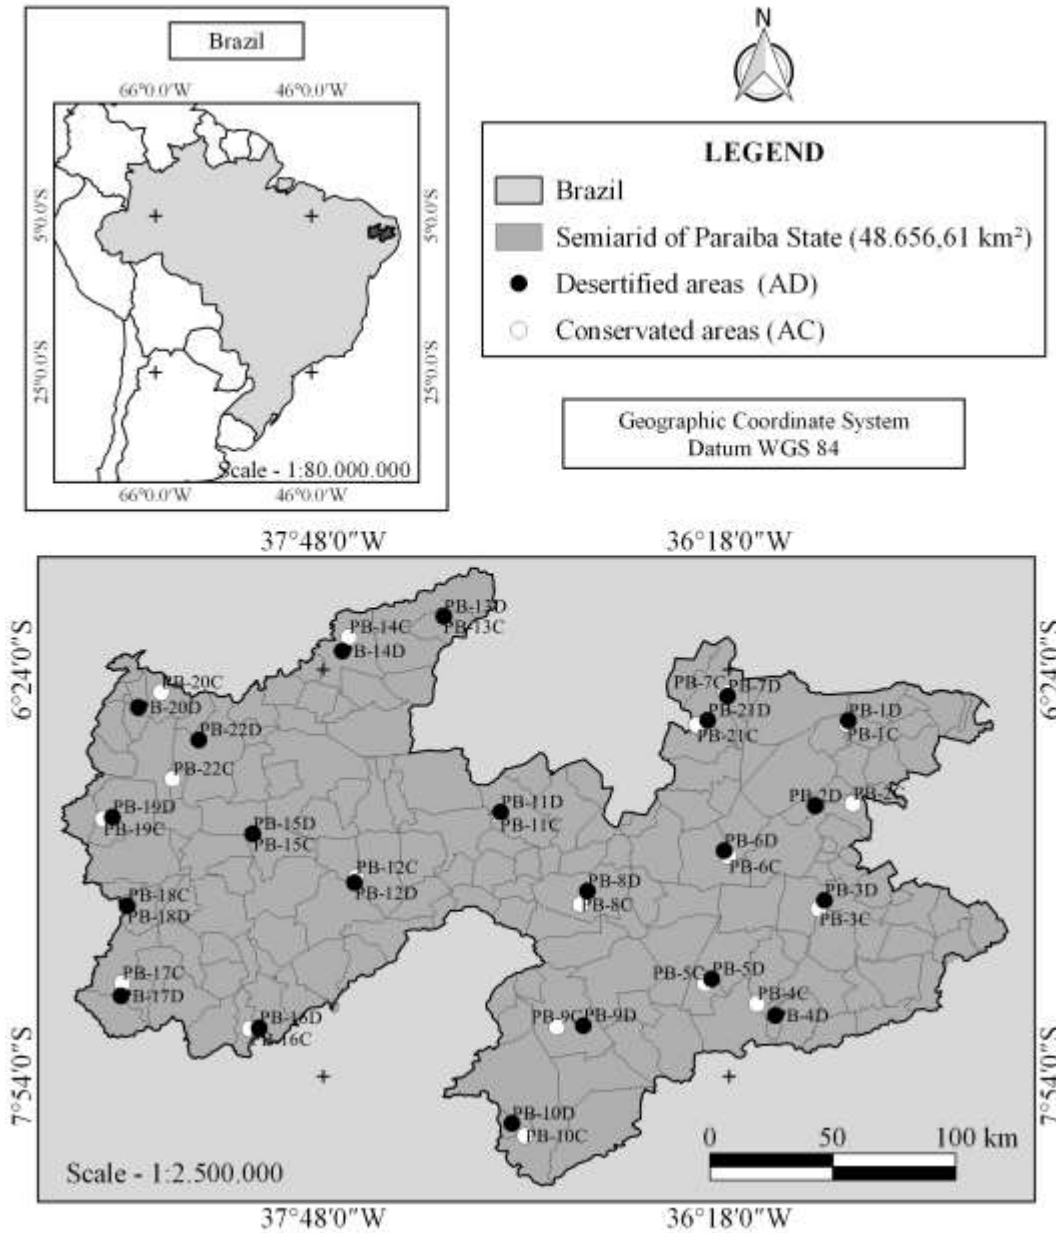 Brazil
66°0.0'W 46°0.0'W
5°0.0'S 5°0.0'S
25°0.0'S 25°0.0'S
Scale - 1:80.000.000
66°0.0'W 46°0.0'W
N
LEGEND
Brazil
Semiarid of Paraiba State (48.656,61 km²)
Desertified areas (AD)
Conservated areas (AC)
Geographic Coordinate System
Datum WGS 84
37°48'0"W 36°18'0"W
6°24'0"S 6°24'0"S
PB-13D
PB-13C
PB-14C
PB-14D
PB-20C
PB-20D
PB-22D
PB-22C
PB-7C
PB-7D
PB-21D
PB-21C
PB-1D
PB-1C
PB-2D PB-2C
PB-19D
PB-19C
PB-15D
PB-15C
PB-11D
PB-11C
PB-12C
PB-12D
PB-6D
PB-6C
PB-8D
PB-8C
PB-3D
PB-3C
PB-18C
PB-18D
PB-17C
PB-17D
PB-16D
PB-16C
PB-5C PB-5D
PB-4C
PB-4D
PB-9C PB-9D
PB-10D
PB-10C
7°54'0"S 7°54'0"S
0 50 100 km
Scale - 1:2.500.000
37°48'0"W 36°18'0"W